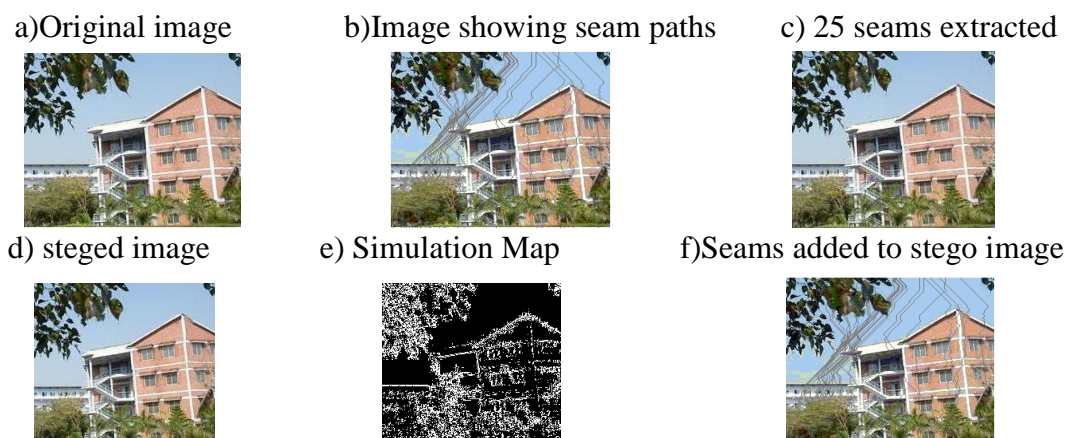 a)Original image
b)Image showing seam paths
c) 25 seams extracted
d) steged image
e) Simulation Map
f)Seams added to stego image